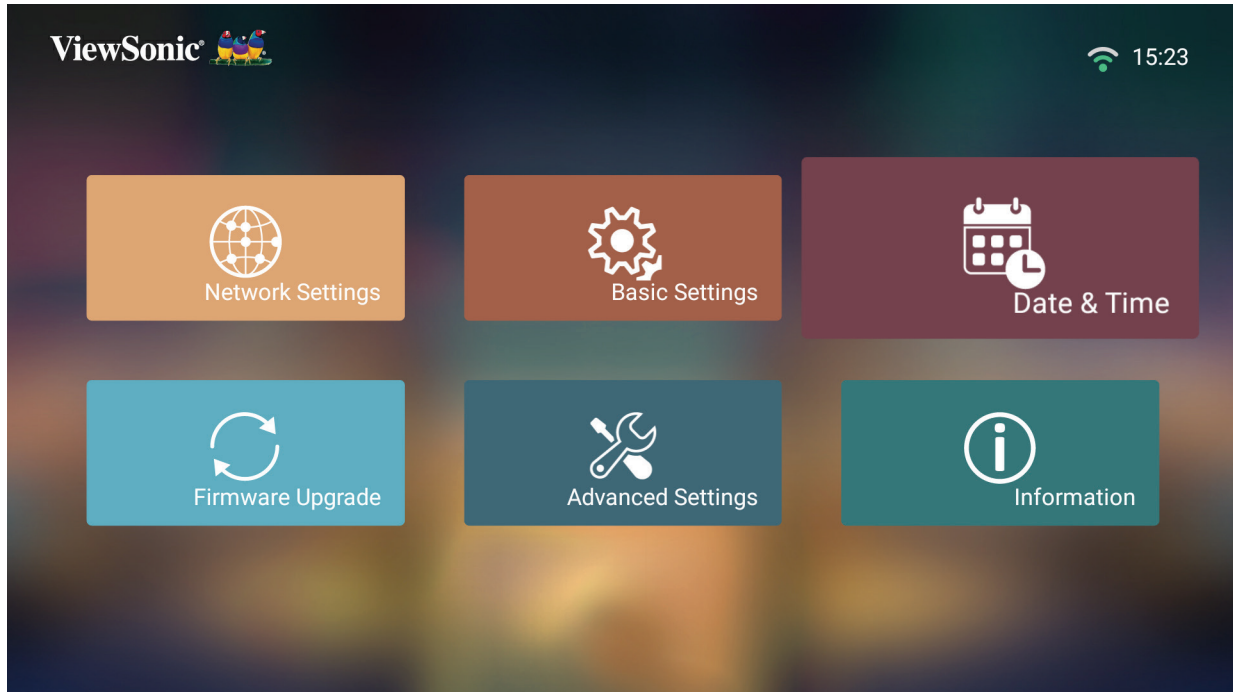 ViewSonic®
15:23
Network Settings
Basic Settings
Date & Time
Firmware Upgrade
Advanced Settings
Information